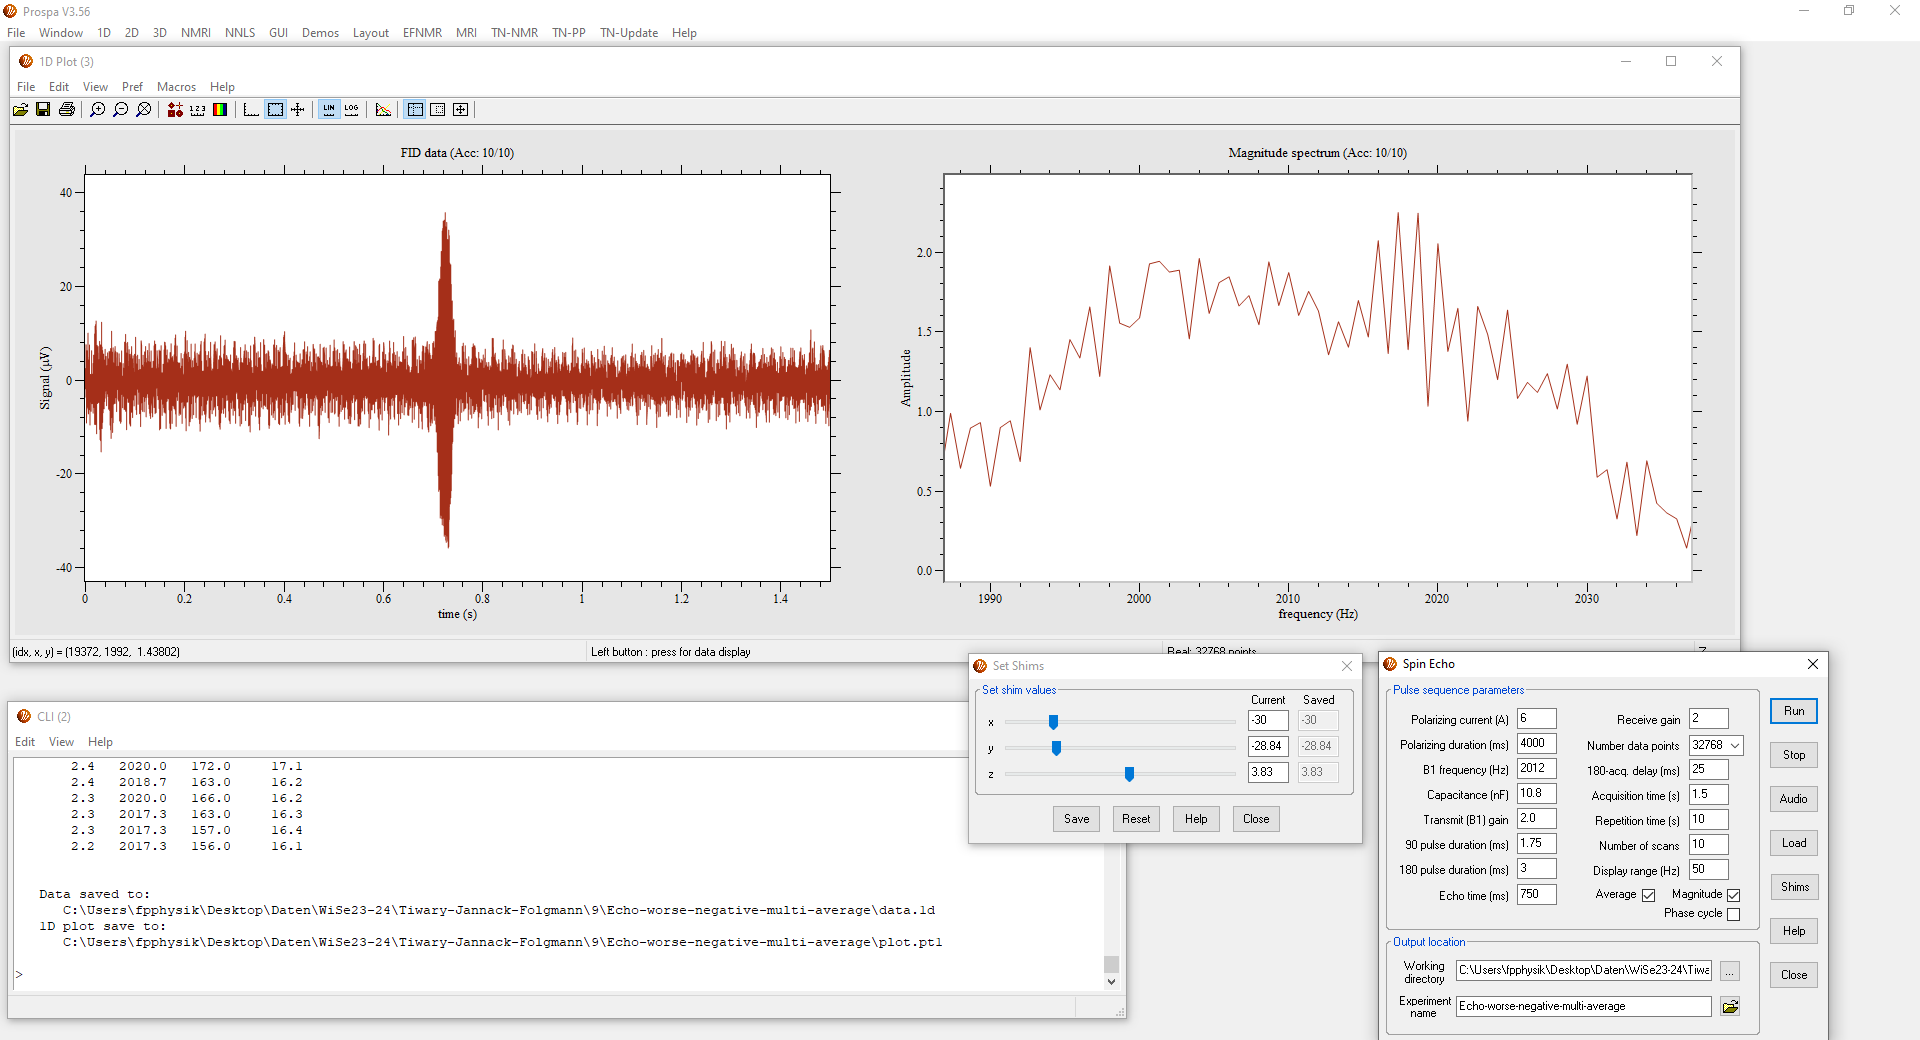 Prospa V3.56
File Window 1D 2D 3D NMRI NNLS GUI Demos Layout EFNMR MRI TN-NMR TN-PP TN-Update Help
1D Plot (3)
File Edit View Pref Macros Help
1 2 3 LIN LOG
FID data (Acc: 10/10)
Signal (µV)
40
20
0
-20
-40
0 0.2 0.4 0.6 0.8 1 1.2 1.4
time (s)
Magnitude spectrum (Acc: 10/10)
Amplitude
2.0
1.5
1.0
0.5
0.0
1990 2000 2010 2020 2030
frequency (Hz)
(idx, x, y) = (19372, 1992, 1.43802)
Left button : press for data display
Real: 32768 points
CLI (2)
Edit View Help
2.4 2020.0 172.0 17.1
2.4 2018.7 163.0 16.2
2.3 2020.0 166.0 16.2
2.3 2017.3 163.0 16.3
2.3 2017.3 157.0 16.4
2.2 2017.3 156.0 16.1
Data saved to:
C:\Users\fpphysik\Desktop\Daten\WiSe23-24\Tiwary-Jannack-Folgmann\9\Echo-worse-negative-multi-average\data.1d
1D plot save to:
C:\Users\fpphysik\Desktop\Daten\WiSe23-24\Tiwary-Jannack-Folgmann\9\Echo-worse-negative-multi-average\plot.pt1
>
Set Shims
Set shim values
Current Saved
x -30 -30
y -28.84 -28.84
z 3.83 3.83
Save Reset Help Close
Spin Echo
Pulse sequence parameters
Polarizing current (A) 6
Polarizing duration (ms) 4000
B1 frequency (Hz) 2012
Capacitance (nF) 10.8
Transmit (B1) gain 2.0
90 pulse duration (ms) 1.75
180 pulse duration (ms) 3
Echo time (ms) 750
Receive gain 2
Number data points 32768
180-acq. delay (ms) 25
Acquisition time (s) 1.5
Repetition time (s) 10
Number of scans 10
Display range (Hz) 50
Average Magnitude
Phase cycle
Run
Stop
Audio
Load
Shims
Help
Close
Output location
Working directory C:\Users\fpphysik\Desktop\Daten\WiSe23-24\Tiwa
...
Experiment name Echo-worse-negative-multi-average